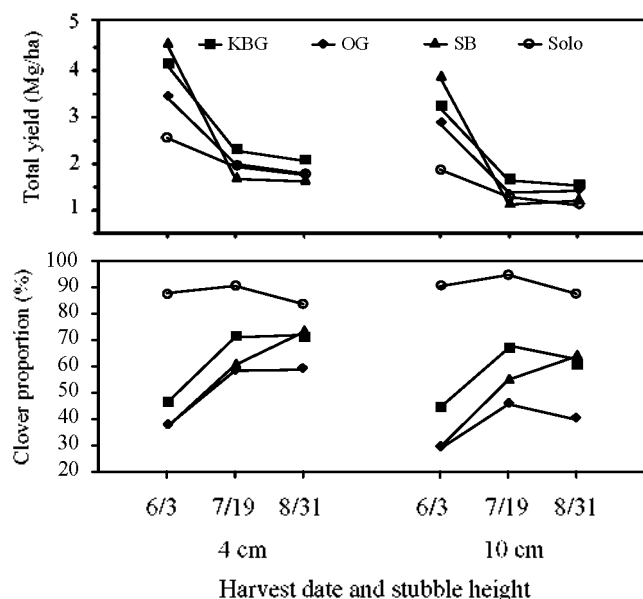 5
KBG OG SB Solo
4
3
2
1
Total yield (Mg/ha)
100
90
80
70
60
50
40
30
20
Clover proportion (%)
6/3 7/19 8/31 6/3 7/19 8/31
4 cm 10 cm
Harvest date and stubble height